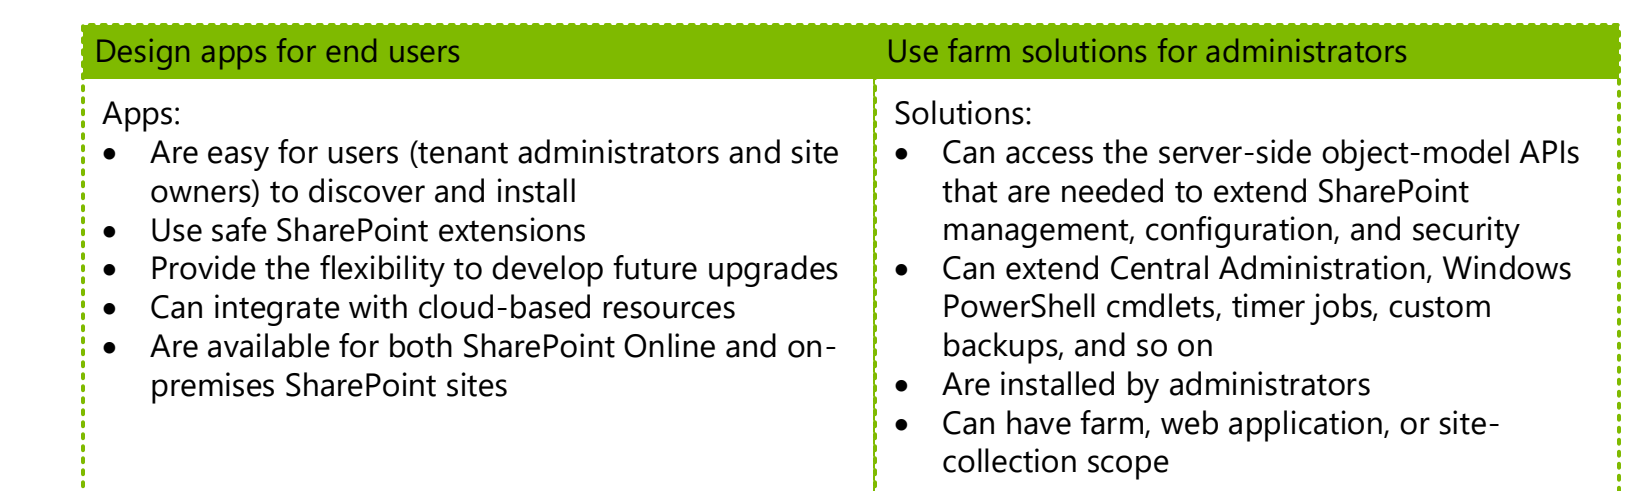 Design apps for end users
Use farm solutions for administrators
Apps:
• Are easy for users (tenant administrators and site
owners) to discover and install
• Use safe SharePoint extensions
• Provide the flexibility to develop future upgrades
• Can integrate with cloud-based resources
• Are available for both SharePoint Online and on-
premises SharePoint sites
Solutions:
• Can access the server-side object-model APIs
that are needed to extend SharePoint
management, configuration, and security
• Can extend Central Administration, Windows
PowerShell cmdlets, timer jobs, custom
backups, and so on
• Are installed by administrators
• Can have farm, web application, or site-
collection scope